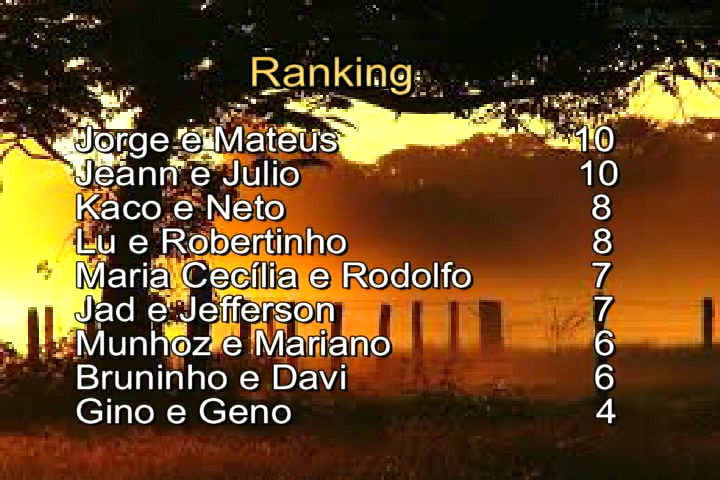 Ranking
Jorge e Mateus 10
Jeann e Julio 10
Kaco e Neto 8
Lu e Robertinho 8
Maria Cecília e Rodolfo 7
Jad e Jefferson 7
Munhoz e Mariano 6
Bruninho e Davi 6
Gino e Geno 4